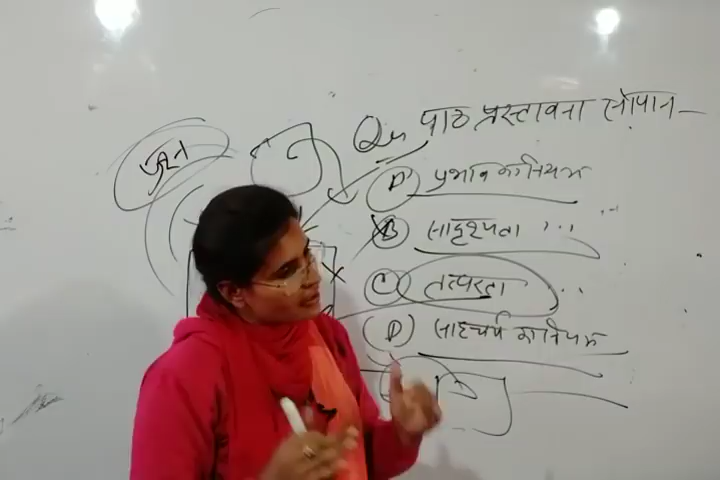 Qn पाठ प्रस्तावना सोपान -
(A) प्रभाव का नियम
(B) सादृश्यता ' ' '
(C) तत्परता ' '
(D) साहचर्य का नियम